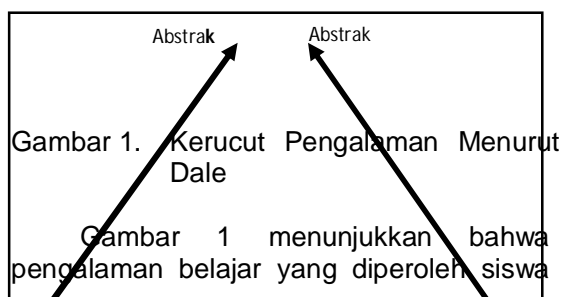 Abstrak Abstrak
Gambar 1. Kerucut Pengalaman Menurut
Dale
Gambar 1 menunjukkan bahwa
pengalaman belajar yang diperoleh siswa